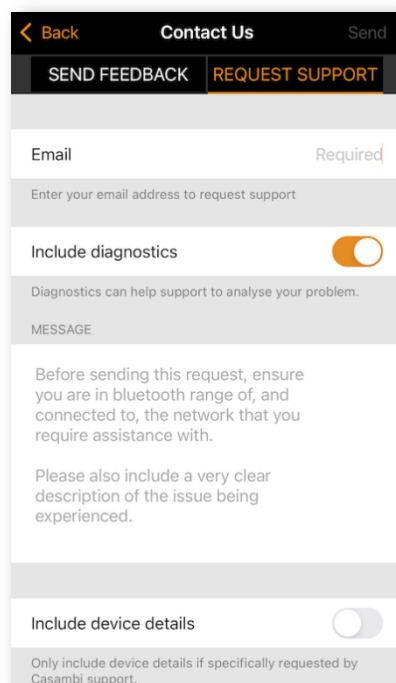 Back Contact Us Send
SEND FEEDBACK REQUEST SUPPORT
Email Required
Enter your email address to request support
Include diagnostics
Diagnostics can help support to analyse your problem.
MESSAGE
Before sending this request, ensure
you are in bluetooth range of, and
connected to, the network that you
require assistance with.
Please also include a very clear
description of the issue being
experienced.
Include device details
Only include device details if specifically requested by
Casambi support.